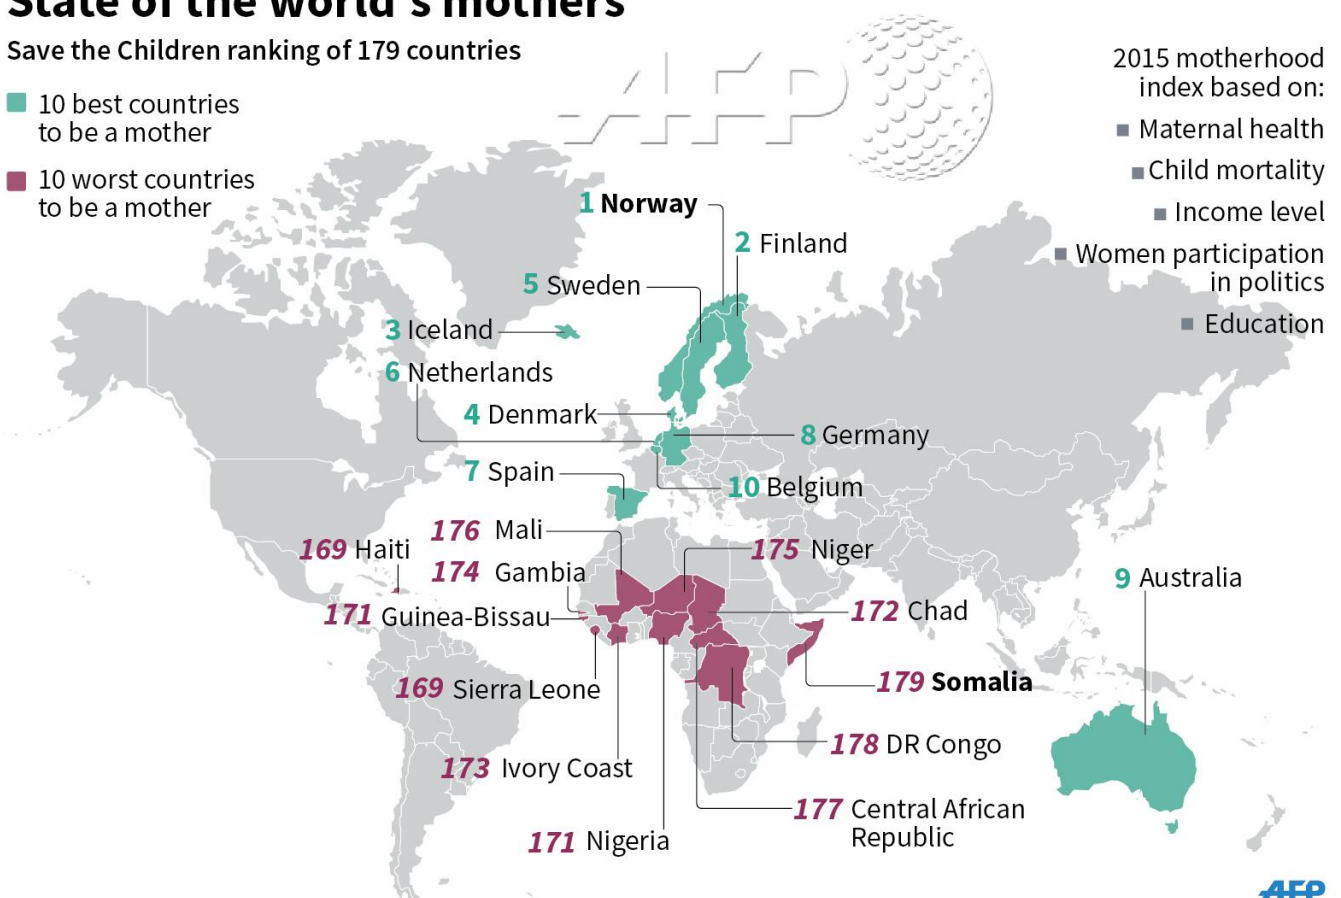 State of the world's mothers
Save the Children ranking of 179 countries
10 best countries
to be a mother
10 worst countries
to be a mother
AFP
2015 motherhood
index based on:
Maternal health
Child mortality
Income level
Women participation
in politics
Education
1 Norway
2 Finland
5 Sweden
3 Iceland
6 Netherlands
4 Denmark
8 Germany
7 Spain
10 Belgium
176 Mali
169 Haiti
175 Niger
174 Gambia
9 Australia
171 Guinea-Bissau
172 Chad
169 Sierra Leone
179 Somalia
178 DR Congo
173 Ivory Coast
177 Central African
Republic
171 Nigeria
AFP